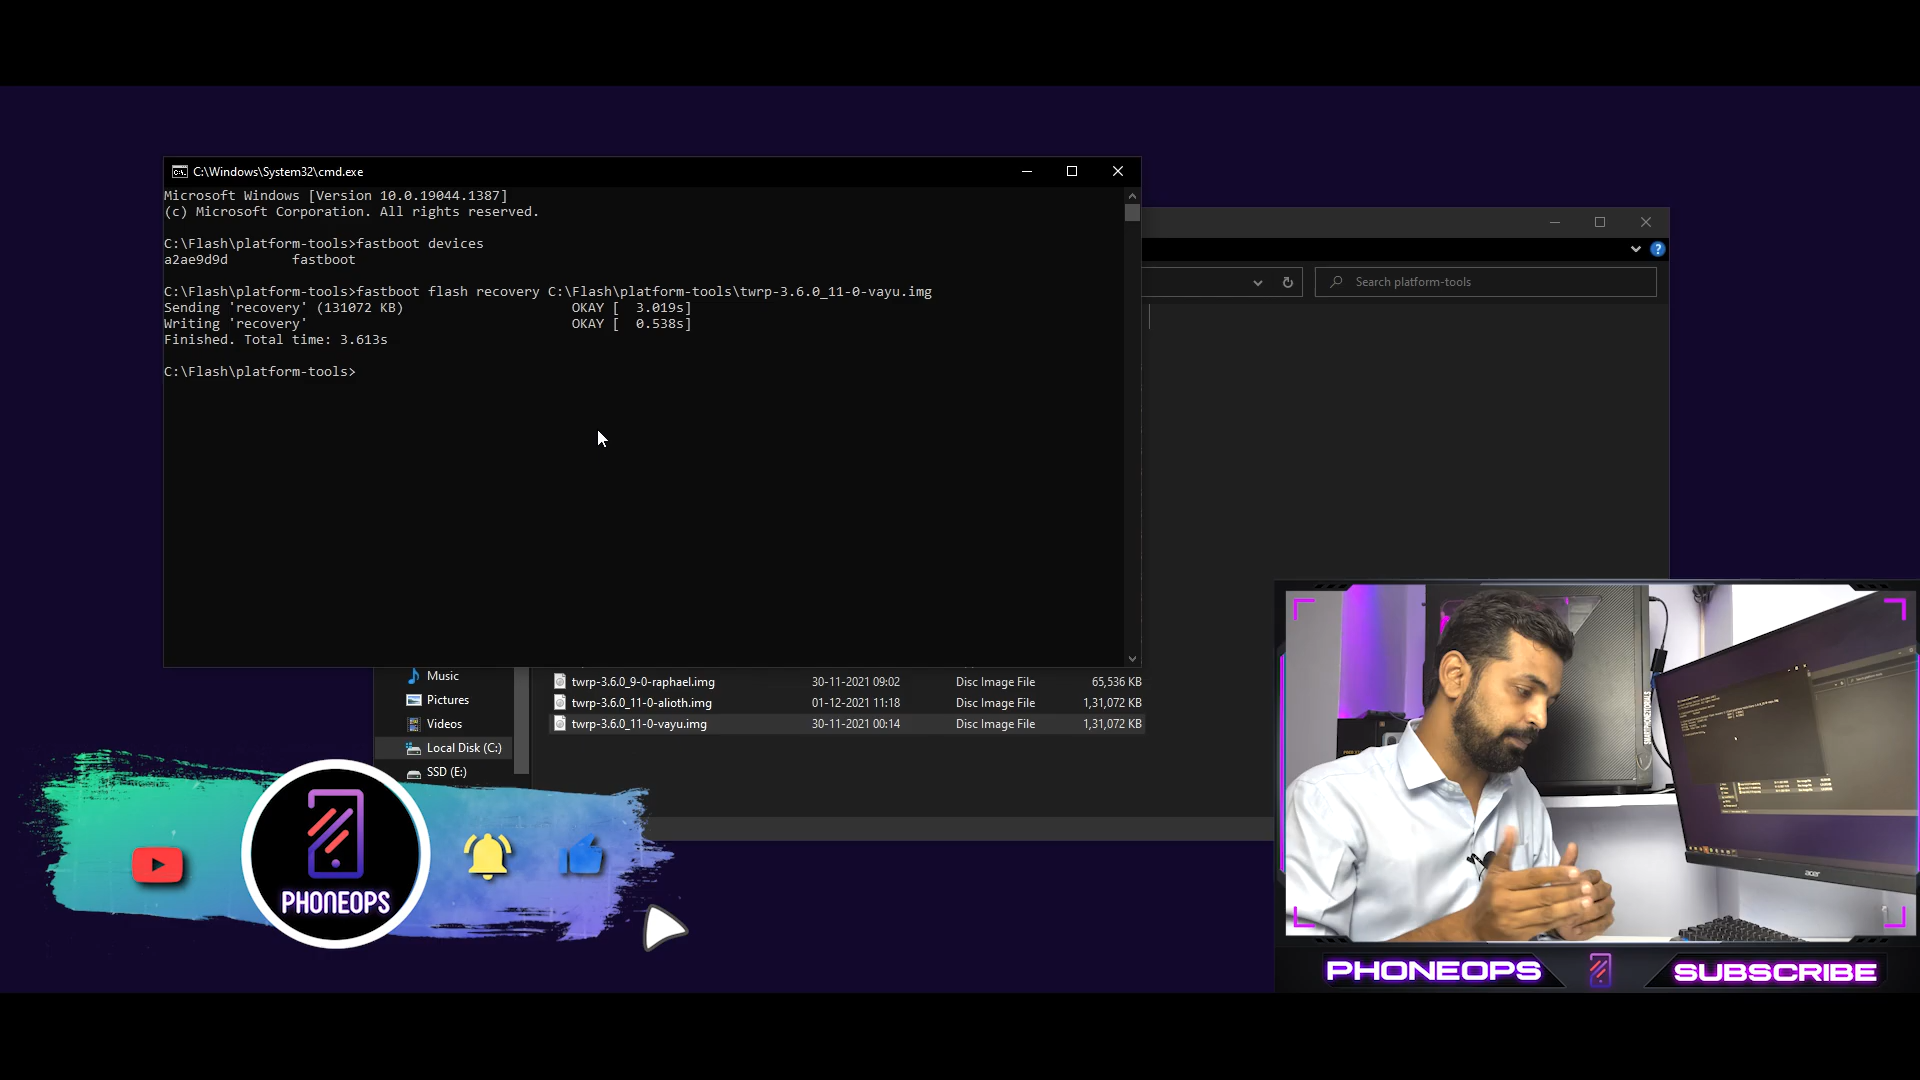 C:\Windows\System32\cmd.exe
Microsoft Windows [Version 10.0.19044.1387]
(c) Microsoft Corporation. All rights reserved.
C:\Flash\platform-tools>fastboot devices
a2ae9d9d        fastboot
C:\Flash\platform-tools>fastboot flash recovery C:\Flash\platform-tools\twrp-3.6.0_11-0-vayu.img
Sending 'recovery' (131072 KB)                     OKAY [  3.019s]
Writing 'recovery'                                 OKAY [  0.538s]
Finished. Total time: 3.613s
C:\Flash\platform-tools>
Search platform-tools
Music
Pictures
Videos
Local Disk (C:)
SSD (E:)
twrp-3.6.0_9-0-raphael.img 30-11-2021 09:02 Disc Image File 65,536 KB
twrp-3.6.0_11-0-alioth.img 01-12-2021 11:18 Disc Image File 1,31,072 KB
twrp-3.6.0_11-0-vayu.img 30-11-2021 00:14 Disc Image File 1,31,072 KB
PHONEOPS
acer
PHONEOPS
SUBSCRIBE